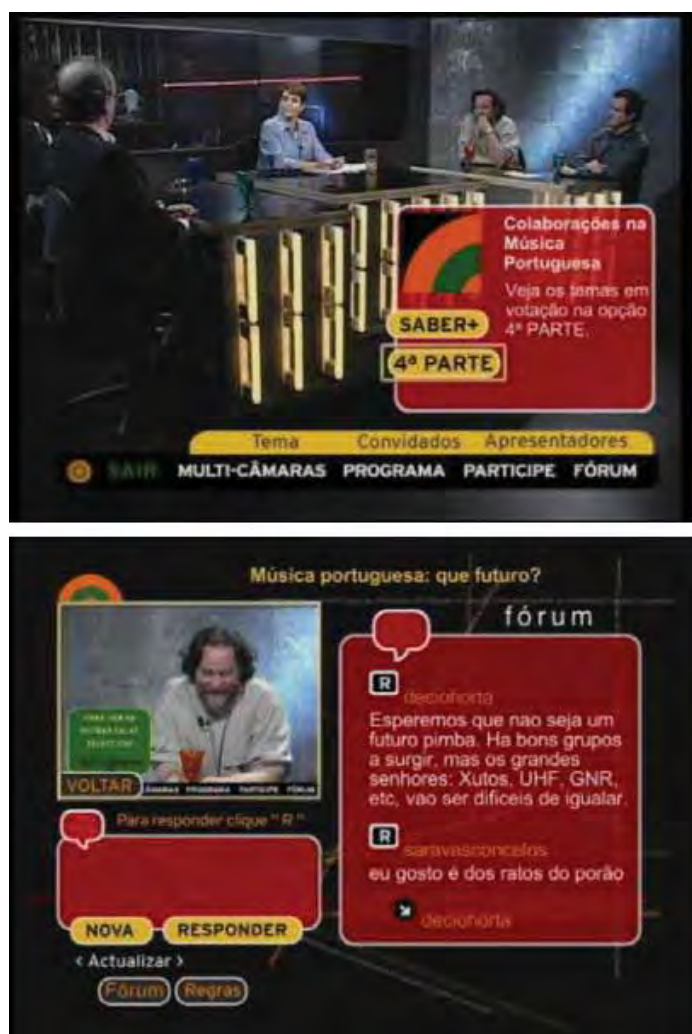 Colaborações na
Música
Portuguesa
Veja os temas em
votação na opção
4ª PARTE.
SABER+
4ª PARTE
Tema Convidados Apresentadores
SAIR MULTI-CÂMARAS PROGRAMA PARTICIPE FÓRUM
Música portuguesa: que futuro?
fórum
VOLTAR PROGRAMA PARTICIPE FÓRUM
Para responder clique "R"
NOVA RESPONDER
< Actualizar >
Fórum Regras
R
deciohorta
Esperemos que nao seja um
futuro pimba. Ha bons grupos
a surgir, mas os grandes
senhores: Xutos, UHF, GNR,
etc, vao ser dificeis de igualar.
R
saravasconcelos
eu gosto é dos ratos do porão
deciohorta